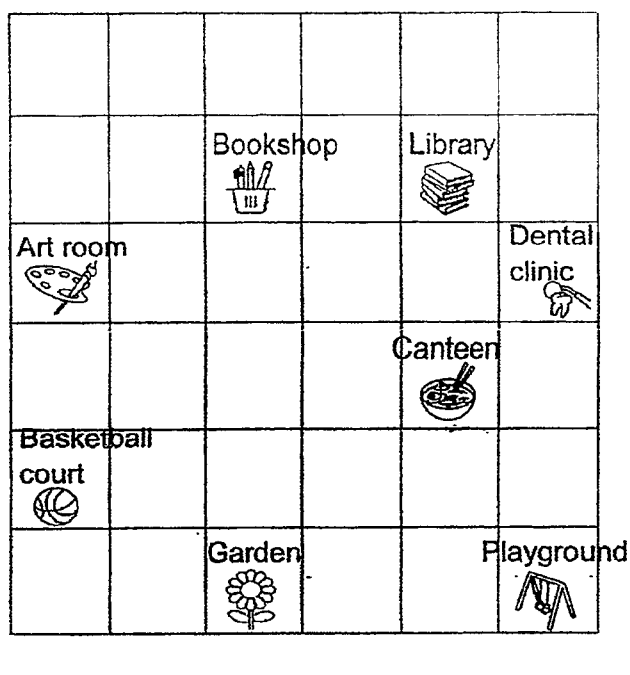 Bookshop
Library
Art room
Dental
clinic
Canteen
Basketball
court
Garden
Playground